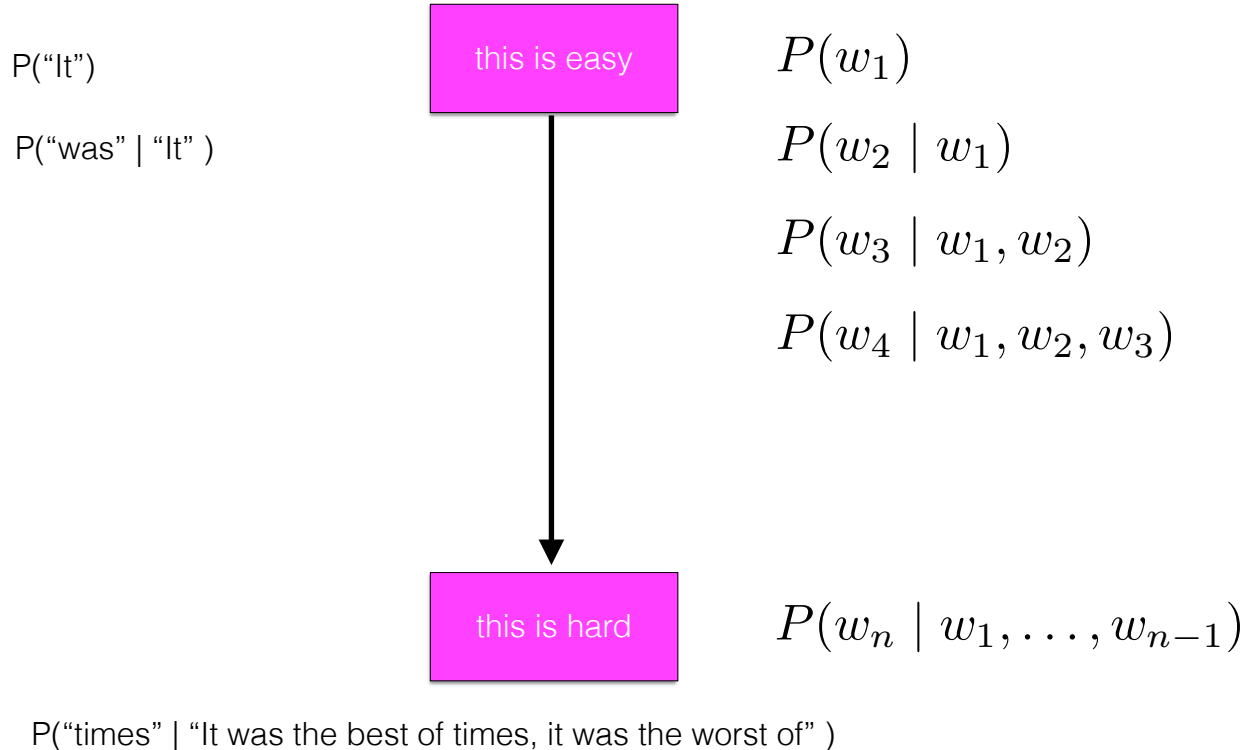 P(“It”)
this is easy
P(w_1)
P(“was” | “It” )
P(w_2 | w_1)
P(w_3 | w_1, w_2)
P(w_4 | w_1, w_2, w_3)
this is hard
P(w_n | w_1, . . . , w_{n−1})
P(“times” | “It was the best of times, it was the worst of” )